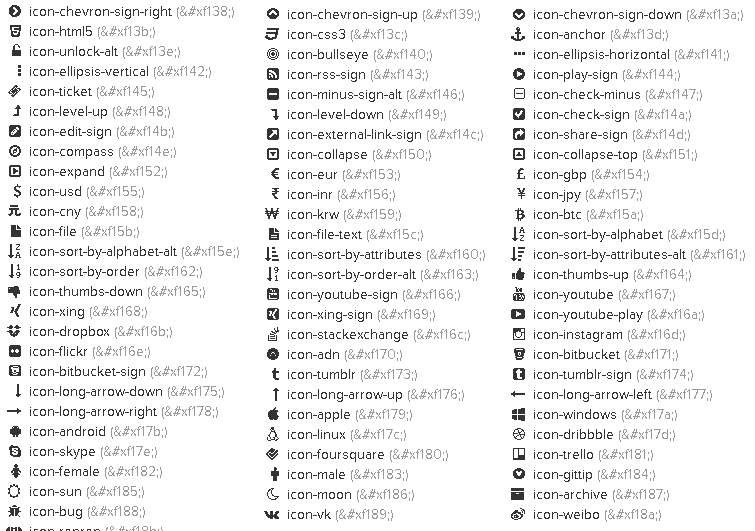 icon-chevron-sign-right (&#xf138;) icon-chevron-sign-up (&#xf139;) icon-chevron-sign-down (&#xf13a;)
icon-html5 (&#xf13b;) icon-css3 (&#xf13c;) icon-anchor (&#xf13d;)
icon-unlock-alt (&#xf13e;) icon-bullseye (&#xf140;) icon-ellipsis-horizontal (&#xf141;)
icon-ellipsis-vertical (&#xf142;) icon-rss-sign (&#xf143;) icon-play-sign (&#xf144;)
icon-ticket (&#xf145;) icon-minus-sign-alt (&#xf146;) icon-check-minus (&#xf147;)
icon-level-up (&#xf148;) icon-level-down (&#xf149;) icon-check-sign (&#xf14a;)
icon-edit-sign (&#xf14b;) icon-external-link-sign (&#xf14c;) icon-share-sign (&#xf14d;)
icon-compass (&#xf14e;) icon-collapse (&#xf150;) icon-collapse-top (&#xf151;)
icon-expand (&#xf152;) icon-eur (&#xf153;) icon-gbp (&#xf154;)
icon-usd (&#xf155;) icon-inr (&#xf156;) icon-jpy (&#xf157;)
icon-cny (&#xf158;) icon-krw (&#xf159;) icon-btc (&#xf15a;)
icon-file (&#xf15b;) icon-file-text (&#xf15c;) icon-sort-by-alphabet (&#xf15d;)
icon-sort-by-alphabet-alt (&#xf15e;) icon-sort-by-attributes (&#xf160;) icon-sort-by-attributes-alt (&#xf161;)
icon-sort-by-order (&#xf162;) icon-sort-by-order-alt (&#xf163;) icon-thumbs-up (&#xf164;)
icon-thumbs-down (&#xf165;) icon-youtube-sign (&#xf166;) icon-youtube (&#xf167;)
icon-xing (&#xf168;) icon-xing-sign (&#xf169;) icon-youtube-play (&#xf16a;)
icon-dropbox (&#xf16b;) icon-stackexchange (&#xf16c;) icon-instagram (&#xf16d;)
icon-flickr (&#xf16e;) icon-adn (&#xf170;) icon-bitbucket (&#xf171;)
icon-bitbucket-sign (&#xf172;) icon-tumblr (&#xf173;) icon-tumblr-sign (&#xf174;)
icon-long-arrow-down (&#xf175;) icon-long-arrow-up (&#xf176;) icon-long-arrow-left (&#xf177;)
icon-long-arrow-right (&#xf178;) icon-apple (&#xf179;) icon-windows (&#xf17a;)
icon-android (&#xf17b;) icon-linux (&#xf17c;) icon-dribbble (&#xf17d;)
icon-skype (&#xf17e;) icon-foursquare (&#xf180;) icon-trello (&#xf181;)
icon-female (&#xf182;) icon-male (&#xf183;) icon-gittip (&#xf184;)
icon-sun (&#xf185;) icon-moon (&#xf186;) icon-archive (&#xf187;)
icon-bug (&#xf188;) icon-vk (&#xf189;) icon-weibo (&#xf18a;)